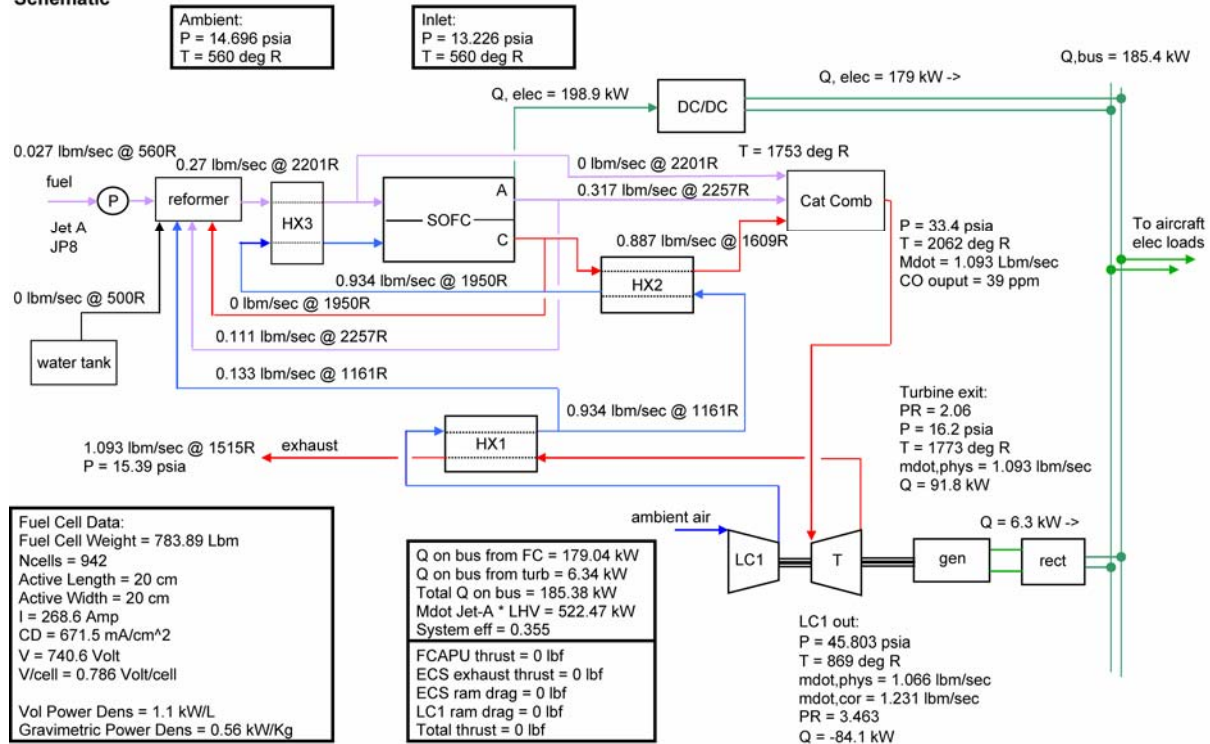 Schematic
Ambient:
P = 14.696 psia
T = 560 deg R
Inlet:
P = 13.226 psia
T = 560 deg R
Q,bus = 185.4 kW
Q, elec = 198.9 kW
DC/DC
Q, elec = 179 kW ->
0.027 lbm/sec @ 560R
0.27 lbm/sec @ 2201R
T = 1753 deg R
0 lbm/sec @ 2201R
fuel
P
reformer
Jet A
JP8
HX3
A
SOFC
C
0.317 lbm/sec @ 2257R
Cat Comb
0.887 lbm/sec @ 1609R
HX2
P = 33.4 psia
T = 2062 deg R
Mdot = 1.093 Lbm/sec
CO ouput = 39 ppm
To aircraft
elec loads
0.934 lbm/sec @ 1950R
0 lbm/sec @ 500R
0 lbm/sec @ 1950R
water tank
0.111 lbm/sec @ 2257R
0.133 lbm/sec @ 1161R
0.934 lbm/sec @ 1161R
HX1
1.093 lbm/sec @ 1515R
P = 15.39 psia
exhaust
Turbine exit:
PR = 2.06
P = 16.2 psia
T = 1773 deg R
mdot,phys = 1.093 lbm/sec
Q = 91.8 kW
ambient air
LC1
T
gen
Q = 6.3 kW ->
rect
LC1 out:
P = 45.803 psia
T = 869 deg R
mdot,phys = 1.066 lbm/sec
mdot,cor = 1.231 lbm/sec
PR = 3.463
Q = -84.1 kW
Fuel Cell Data:
Fuel Cell Weight = 783.89 Lbm
Ncells = 942
Active Length = 20 cm
Active Width = 20 cm
I = 268.6 Amp
CD = 671.5 mA/cm^2
V = 740.6 Volt
V/cell = 0.786 Volt/cell
Vol Power Dens = 1.1 kW/L
Gravimetric Power Dens = 0.56 kW/Kg
Q on bus from FC = 179.04 kW
Q on bus from turb = 6.34 kW
Total Q on bus = 185.38 kW
Mdot Jet-A * LHV = 522.47 kW
System eff = 0.355
FCAPU thrust = 0 lbf
ECS exhaust thrust = 0 lbf
ECS ram drag = 0 lbf
LC1 ram drag = 0 lbf
Total thrust = 0 lbf